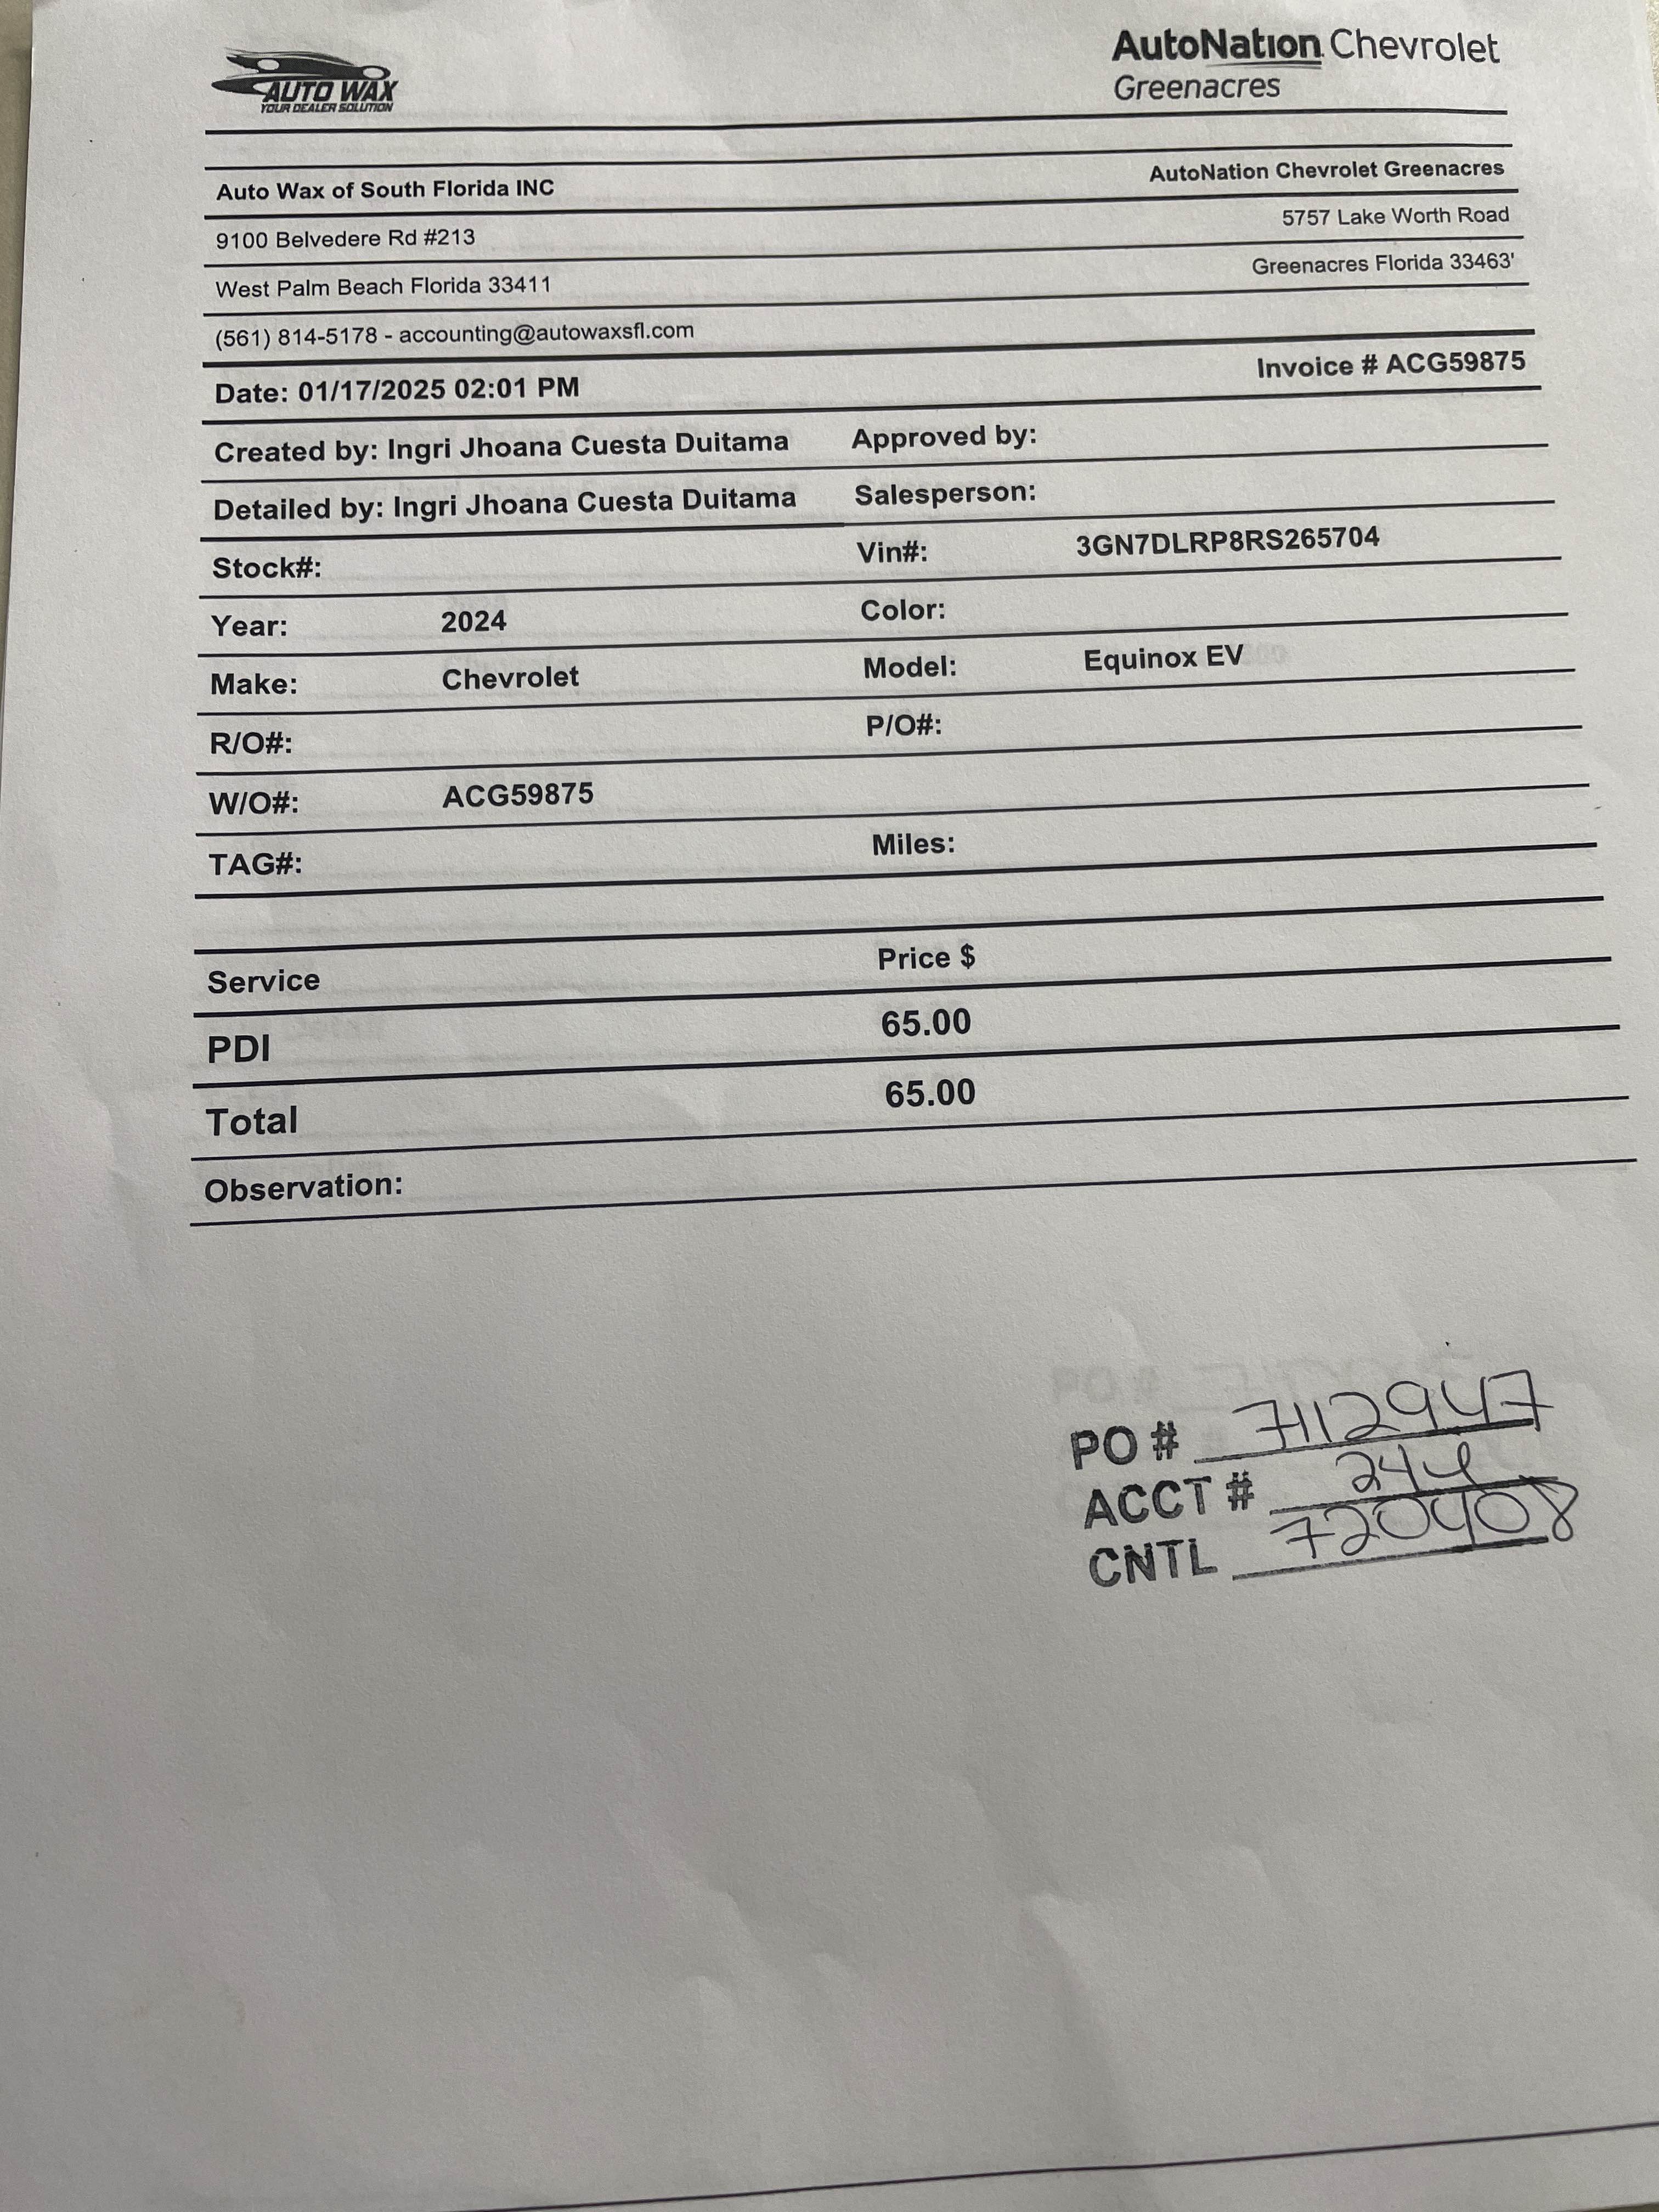 AUTO WAX
YOUR DEALER SOLUTION
AutoNation Chevrolet
Greenacres
Auto Wax of South Florida INC
AutoNation Chevrolet Greenacres
9100 Belvedere Rd #213
5757 Lake Worth Road
West Palm Beach Florida 33411
Greenacres Florida 33463'
(561) 814-5178 - accounting@autowaxsfl.com
Date: 01/17/2025 02:01 PM
Invoice # ACG59875
Created by: Ingri Jhoana Cuesta Duitama Approved by:
Detailed by: Ingri Jhoana Cuesta Duitama Salesperson:
Stock#: Vin#: 3GN7DLRP8RS265704
Year: 2024 Color:
Make: Chevrolet Model: Equinox EV
R/O#: P/O#:
W/O#: ACG59875
TAG#: Miles:
Service Price $
PDI 65.00
Total 65.00
Observation:
PO # 7112947
ACCT # 244
CNTL 720408